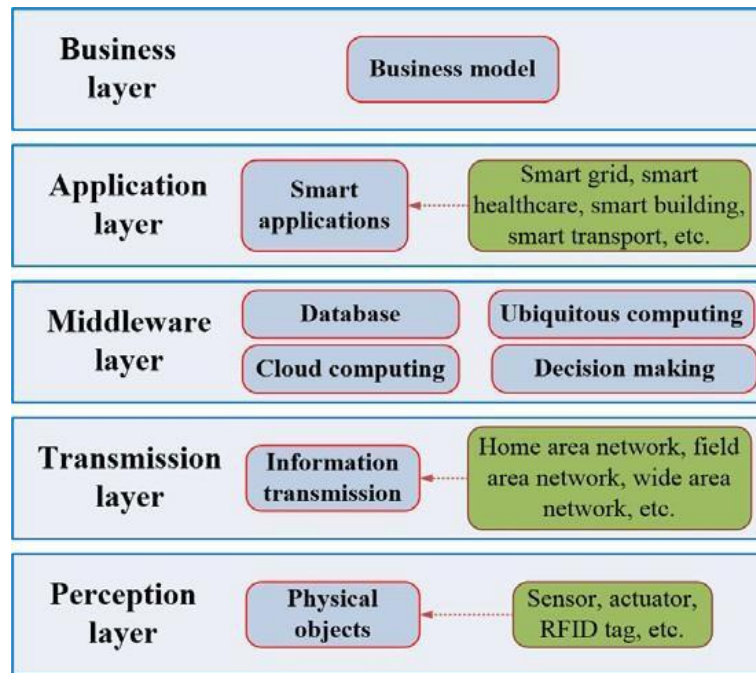 Business
layer
Business model
Application
layer
Smart
applications
Smart grid, smart
healthcare, smart building,
smart transport, etc.
Middleware
layer
Database
Ubiquitous computing
Cloud computing
Decision making
Transmission
layer
Information
transmission
Home area network, field
area network, wide area
network, etc.
Perception
layer
Physical
objects
Sensor, actuator,
RFID tag, etc.